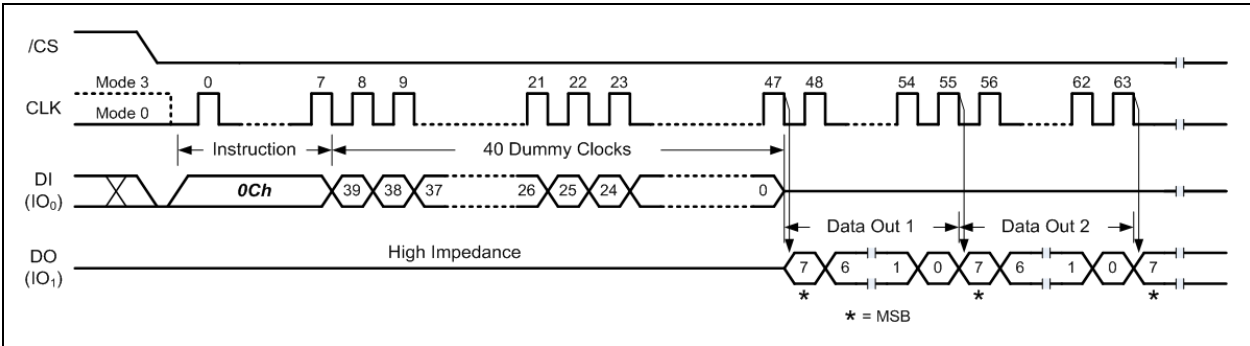 /CS
Mode 3 0 7 8 9 21 22 23 47 48 54 55 56 62 63
CLK Mode 0
Instruction 40 Dummy Clocks
DI
(IO0) 0Ch 39 38 37 26 25 24 0
Data Out 1 Data Out 2
DO
(IO1) High Impedance 7 6 1 0 7 6 1 0 7
* * *
* = MSB